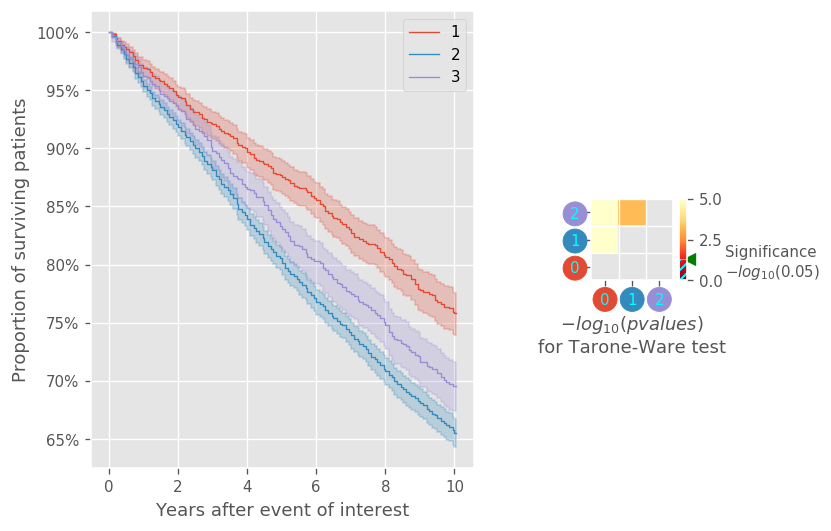 100%
95%
90%
85%
80%
75%
70%
65%
Proportion of surviving patients
0 2 4 6 8 10
Years after event of interest
1
2
3
2
1
0
0 1 2
5.0
2.5
0.0
Significance
−log₁₀(0.05)
−log₁₀(pvalues)
for Tarone-Ware test